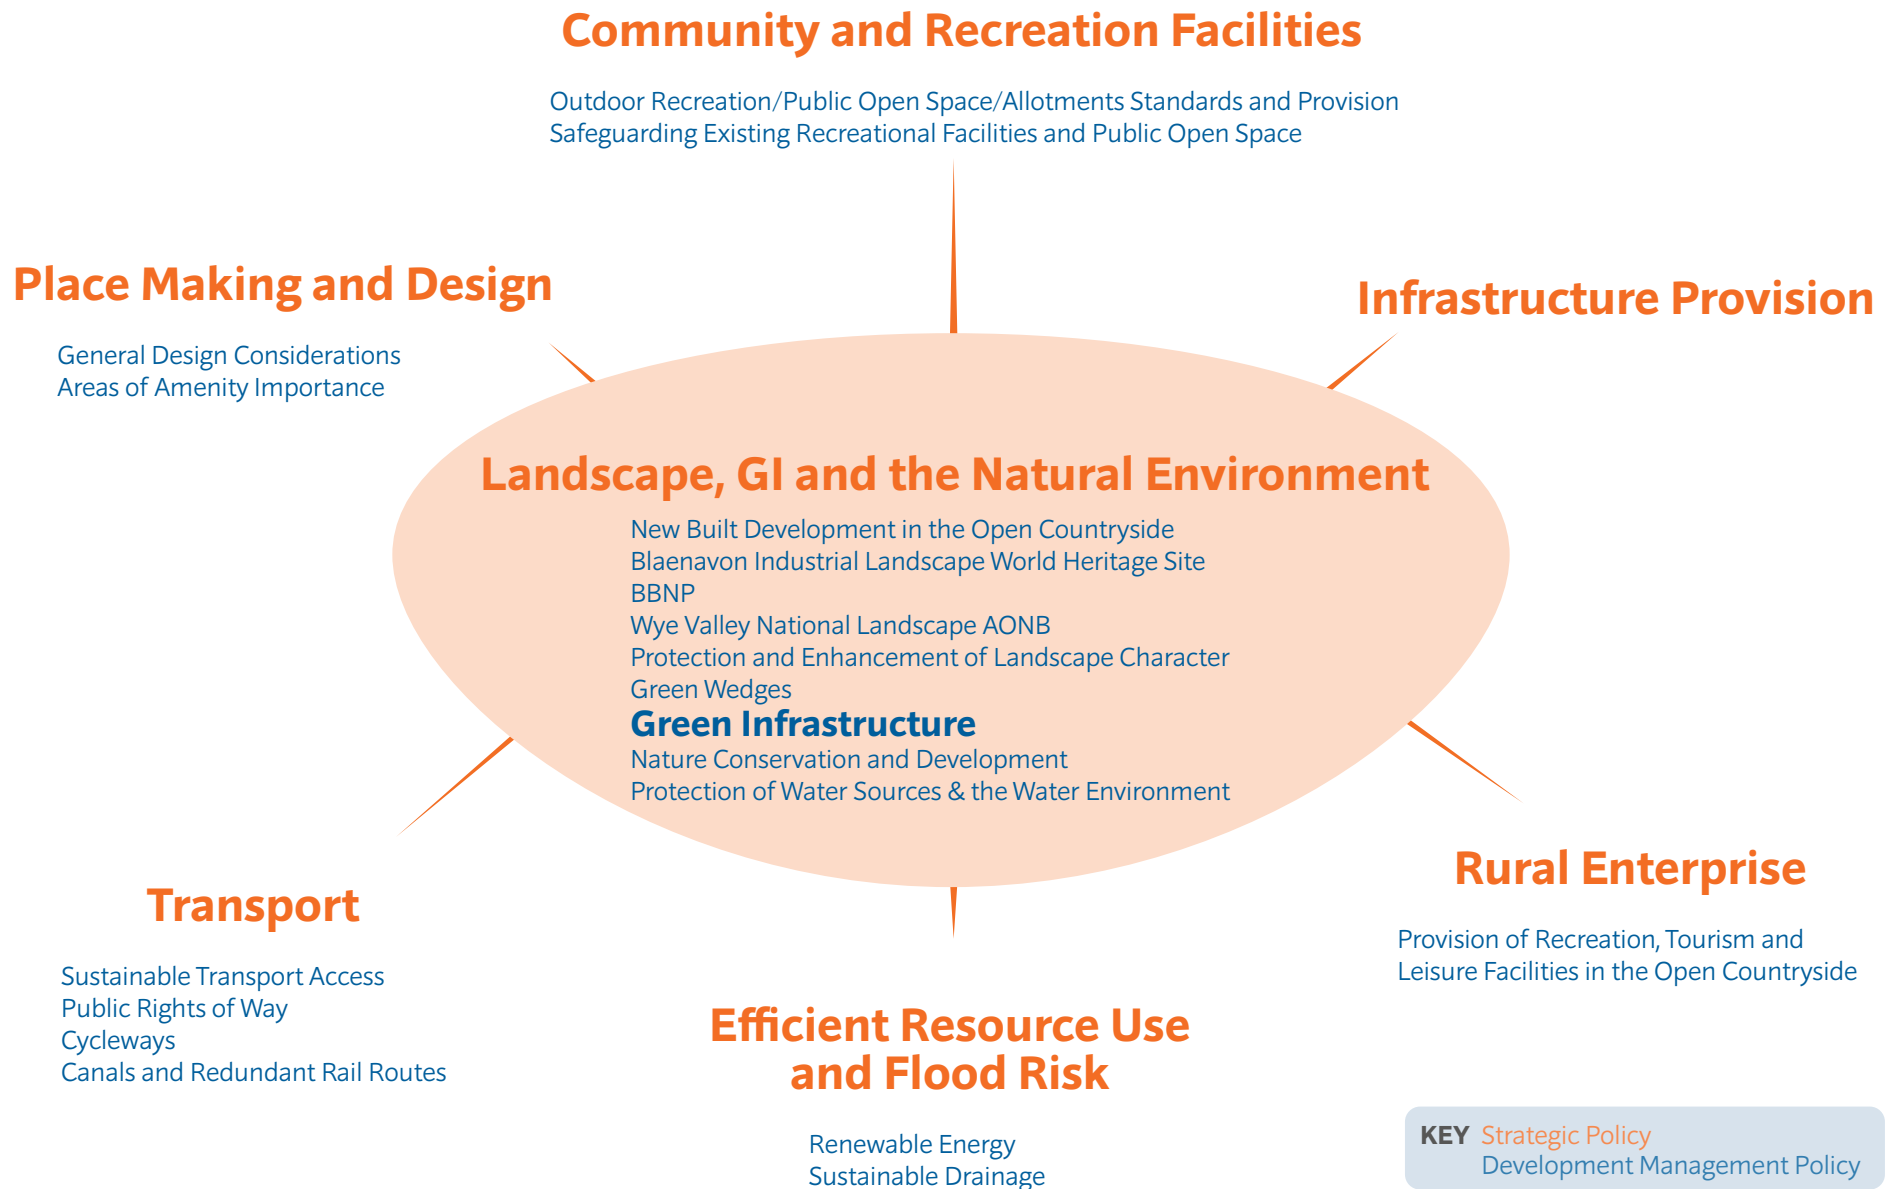 Community and Recreation Facilities
Outdoor Recreation/Public Open Space/Allotments Standards and Provision
Safeguarding Existing Recreational Facilities and Public Open Space
Place Making and Design
General Design Considerations
Areas of Amenity Importance
Infrastructure Provision
Landscape, GI and the Natural Environment
New Built Development in the Open Countryside
Blaenavon Industrial Landscape World Heritage Site
BBNP
Wye Valley National Landscape AONB
Protection and Enhancement of Landscape Character
Green Wedges
Green Infrastructure
Nature Conservation and Development
Protection of Water Sources & the Water Environment
Transport
Sustainable Transport Access
Public Rights of Way
Cycleways
Canals and Redundant Rail Routes
Efficient Resource Use
and Flood Risk
Renewable Energy
Sustainable Drainage
Rural Enterprise
Provision of Recreation, Tourism and
Leisure Facilities in the Open Countryside
KEY Strategic Policy
Development Management Policy